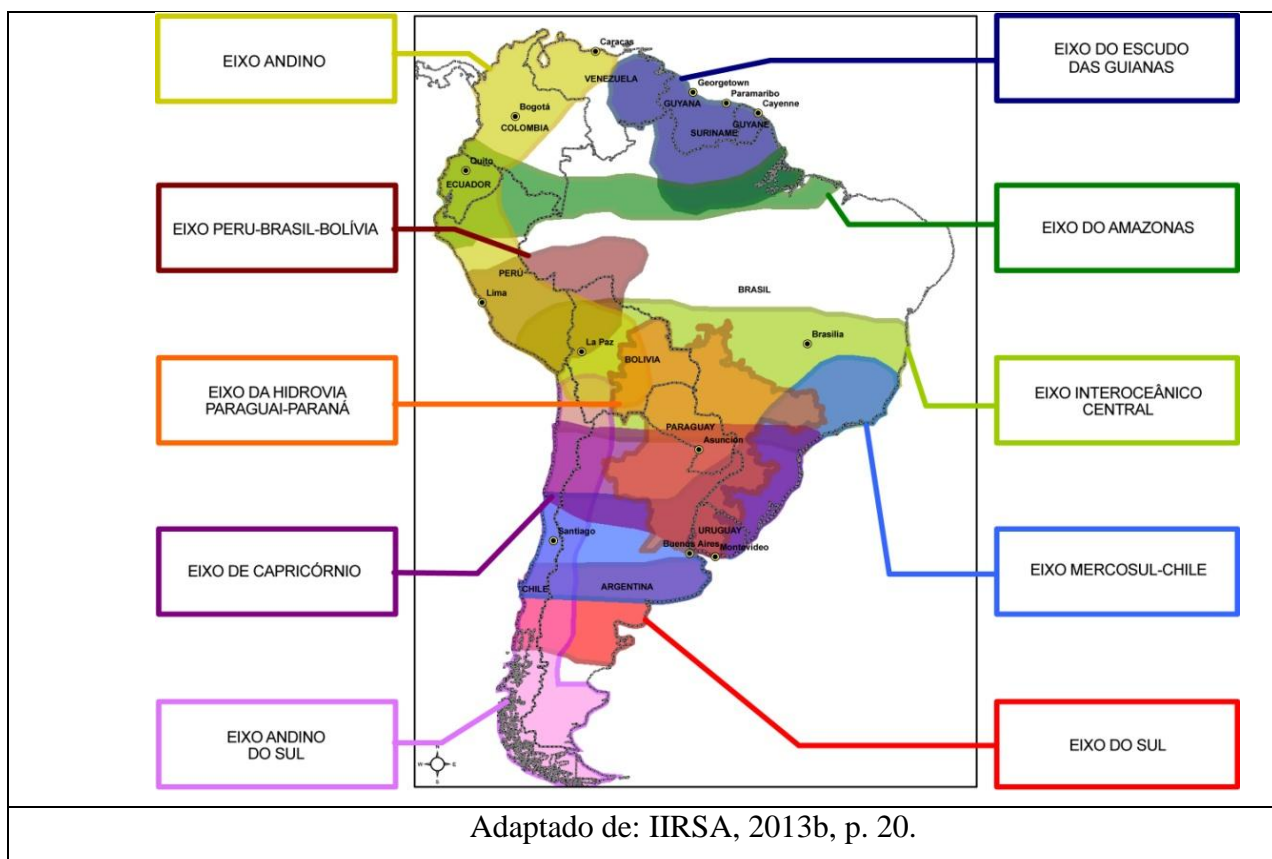 EIXO ANDINO
EIXO PERU-BRASIL-BOLÍVIA
EIXO DA HIDROVIA
PARAGUAI-PARANÁ
EIXO DE CAPRICÓRNIO
EIXO ANDINO
DO SUL
Caracas
VENEZUELA
Georgetown
GUYANA
Paramaribo
Cayenne
Bogotá
COLOMBIA
GUYANE
SURINAME
Quito
ECUADOR
PERÚ
BRASIL
Lima
Brasilia
La Paz
BOLIVIA
PARAGUAY
Asunción
Santiago
URUGUAY
Buenos Aires
Montevideo
CHILE
ARGENTINA
N
W
E
S
EIXO DO ESCUDO
DAS GUIANAS
EIXO DO AMAZONAS
EIXO INTEROCEÂNICO
CENTRAL
EIXO MERCOSUL-CHILE
EIXO DO SUL
Adaptado de: IIRSA, 2013b, p. 20.